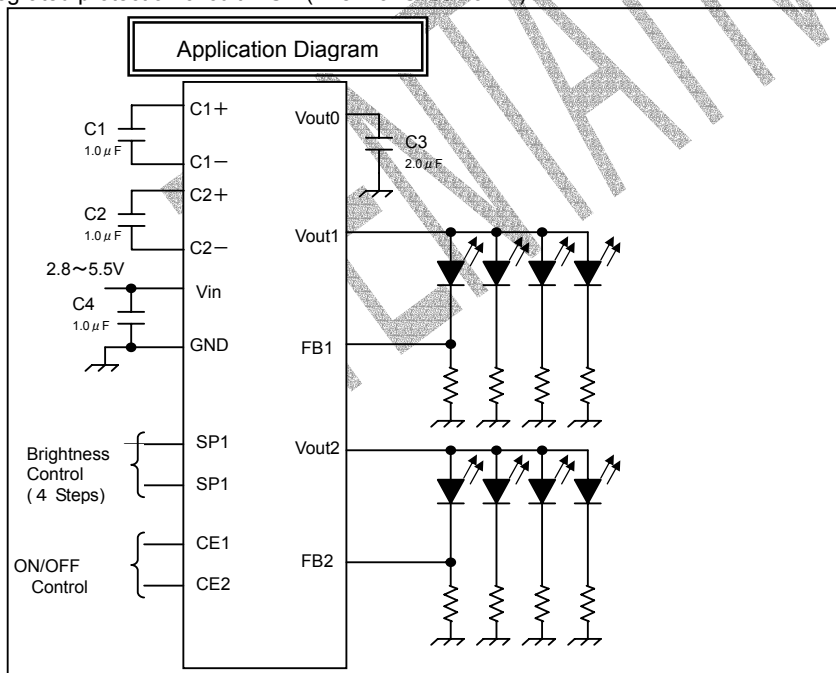 Application Diagram
C1+
C1
1.0μF
C1−
C2+
C2
1.0μF
C2−
2.8～5.5V
Vin
C4
1.0μF
GND
Brightness
Control
( 4 Steps)
SP1
SP1
ON/OFF
Control
CE1
CE2
Vout0
C3
2.0μF
Vout1
FB1
Vout2
FB2